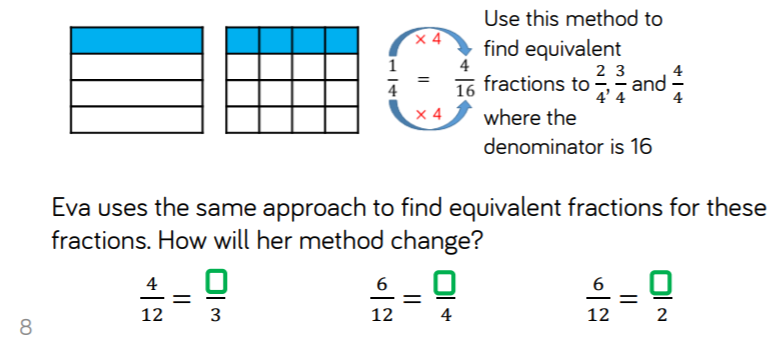 Use this method to
× 4
find equivalent
1/4 = 4/16
fractions to 2/4, 3/4 and 4/4
× 4
where the
denominator is 16
Eva uses the same approach to find equivalent fractions for these
fractions. How will her method change?
4/12 = □/3 6/12 = □/4 6/12 = □/2
8